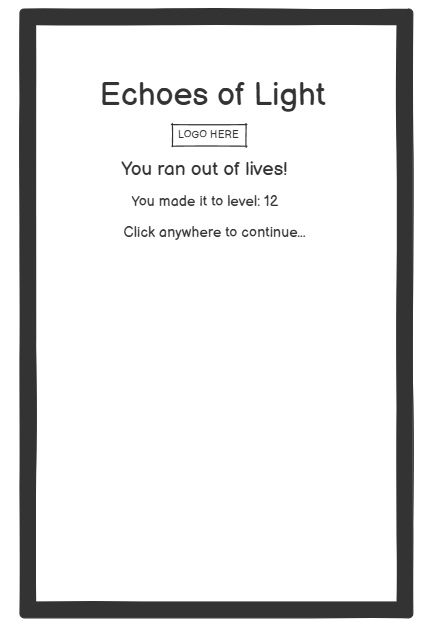 Echoes of Light
LOGO HERE
You ran out of lives!
You made it to level: 12
Click anywhere to continue...